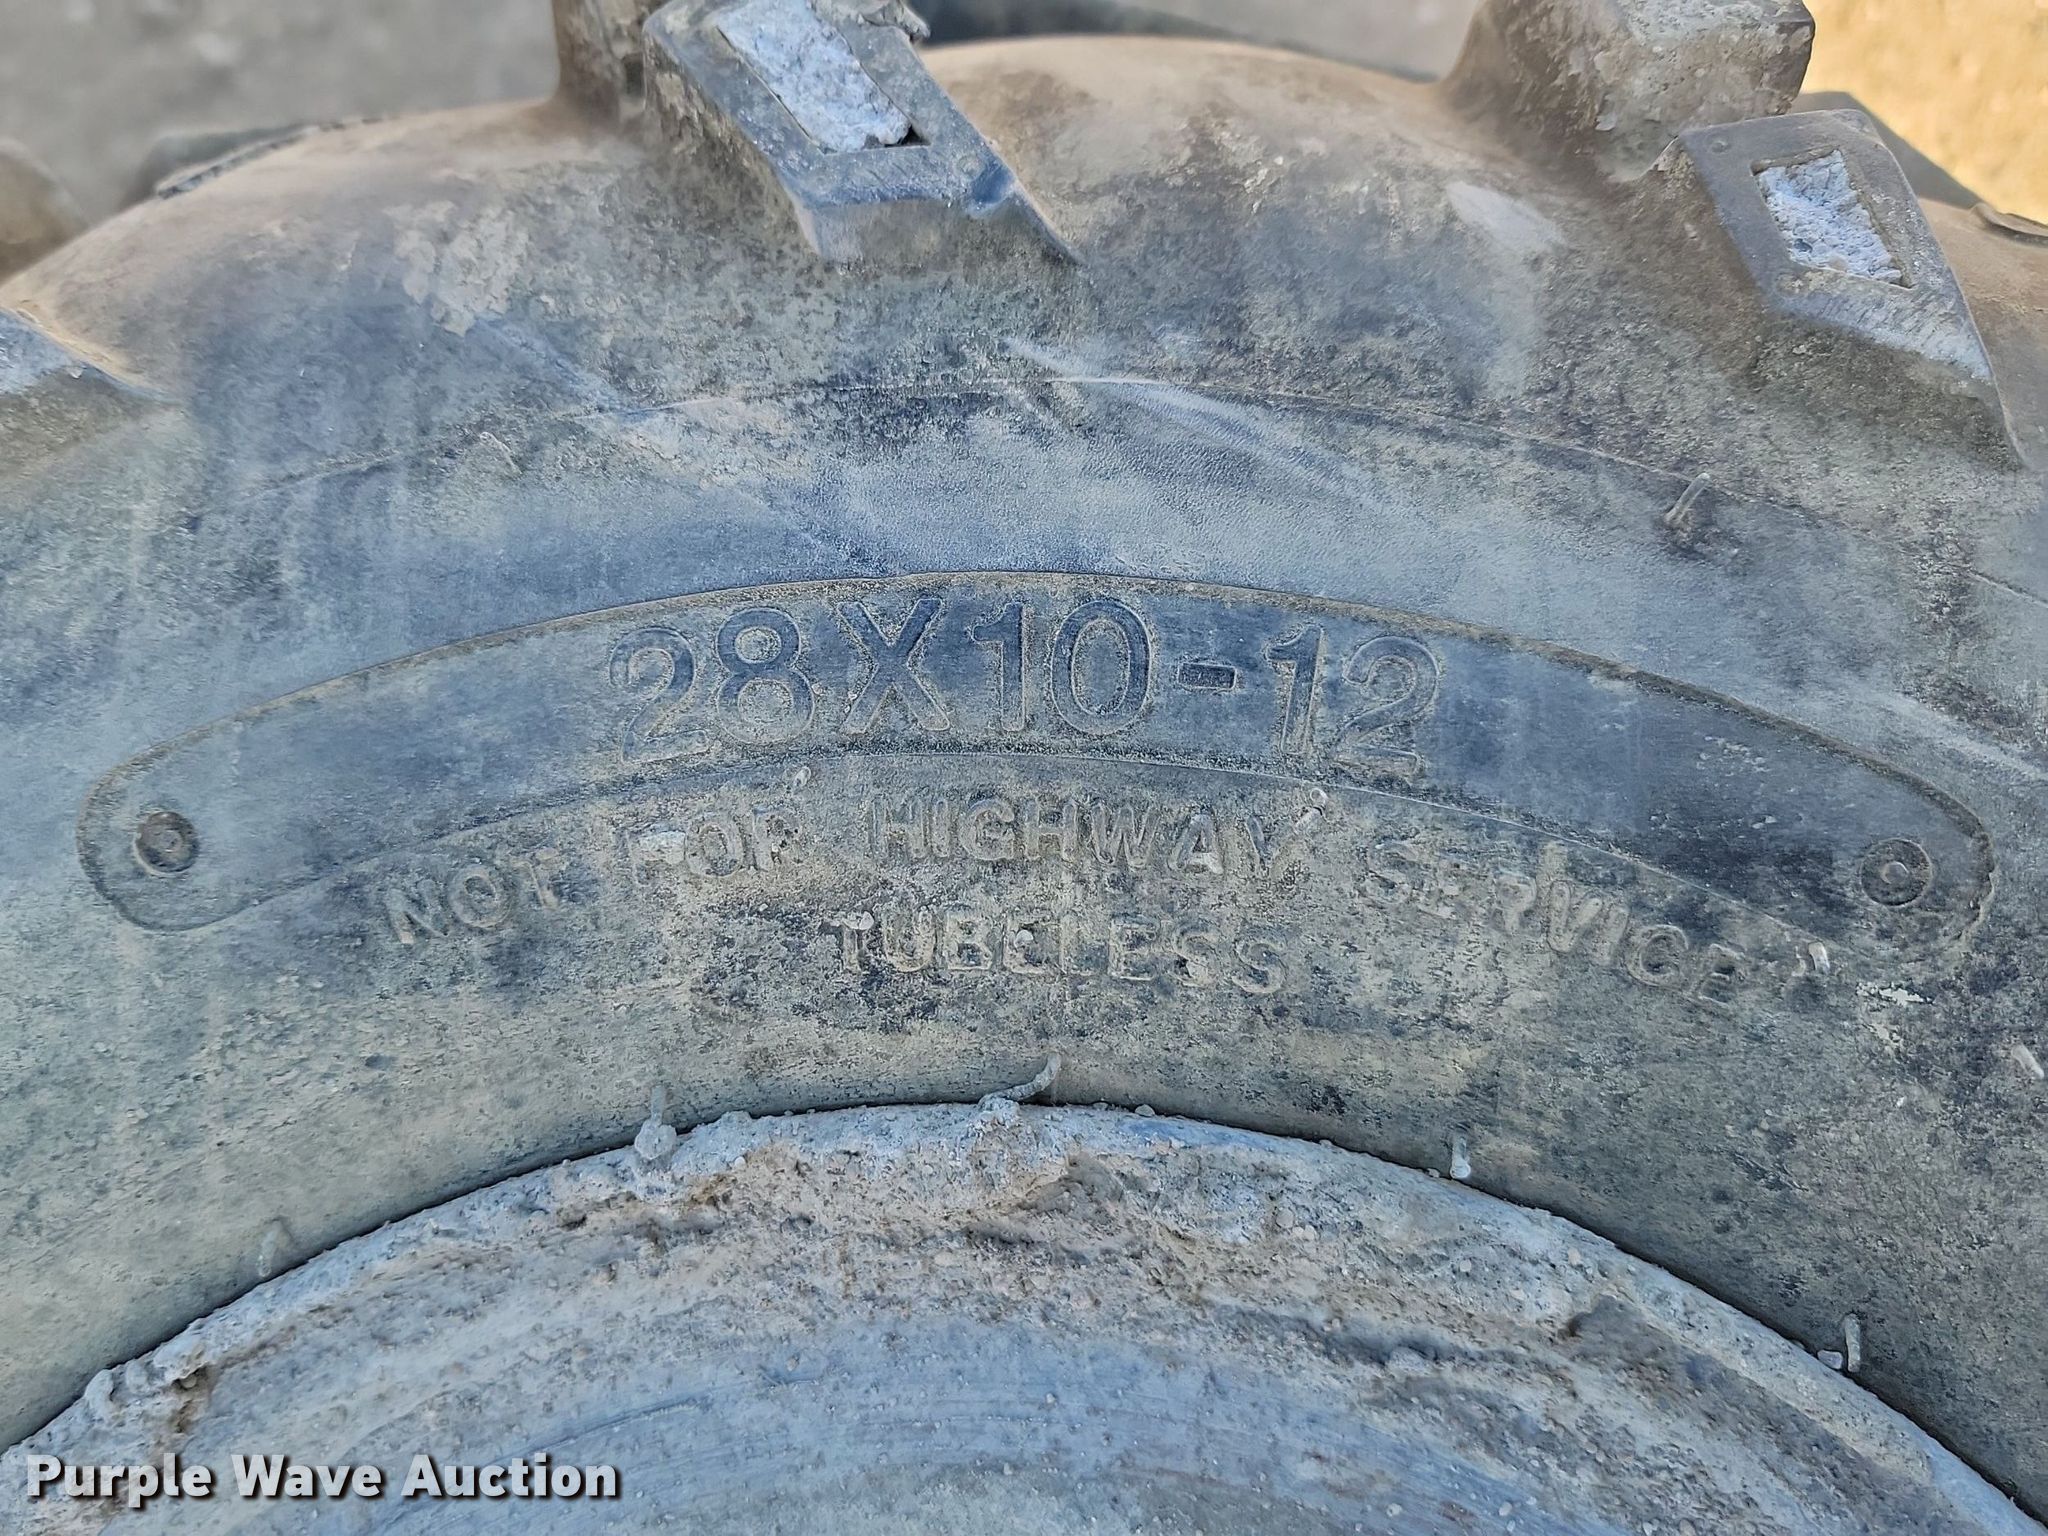 28X10-12
NOT FOR HIGHWAY SERVICE
TUBELESS
Purple Wave Auction